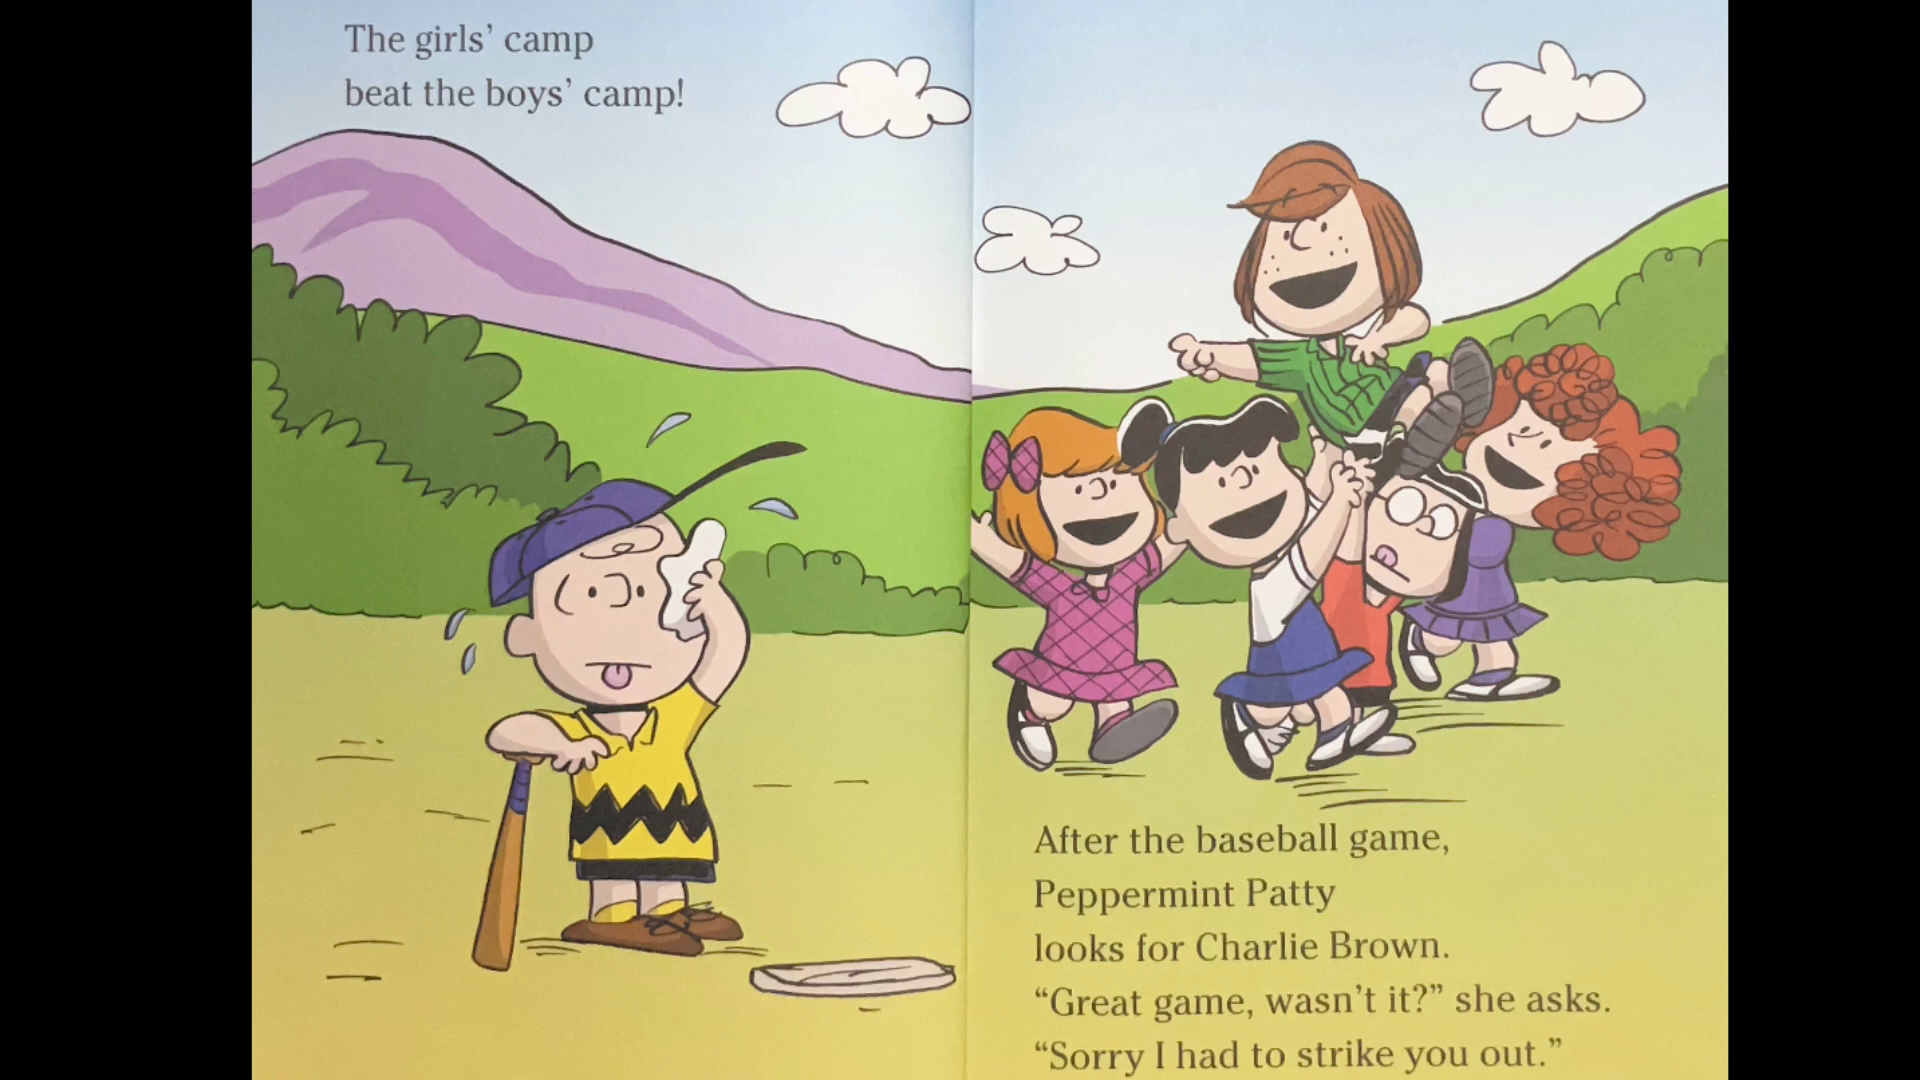 The girls’ camp
beat the boys’ camp!
After the baseball game,
Peppermint Patty
looks for Charlie Brown.
“Great game, wasn’t it?” she asks.
“Sorry I had to strike you out.”